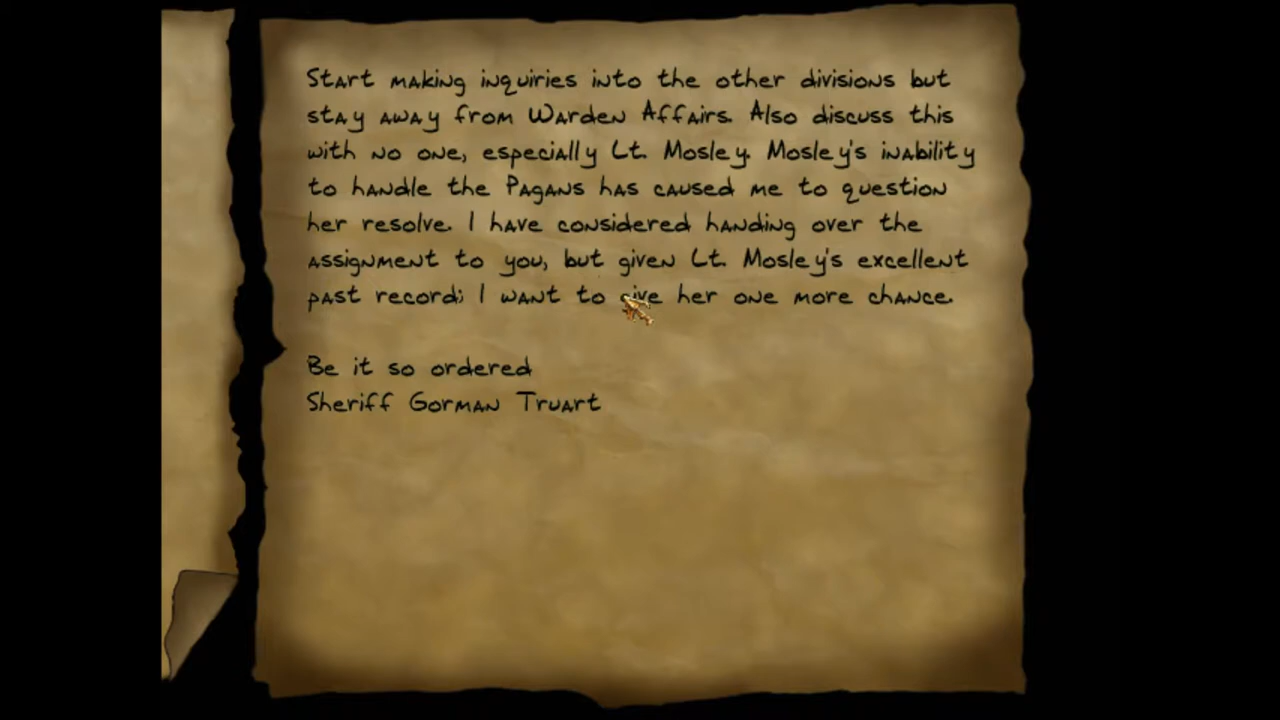 Start making inquiries into the other divisions but
stay away from Warden Affairs. Also discuss this
with no one, especially Lt. Mosley. Mosley's inability
to handle the Pagans has caused me to question
her resolve. I have considered handing over the
assignment to you, but given Lt. Mosley's excellent
past record; I want to give her one more chance.
Be it so ordered
Sheriff Gorman Truart